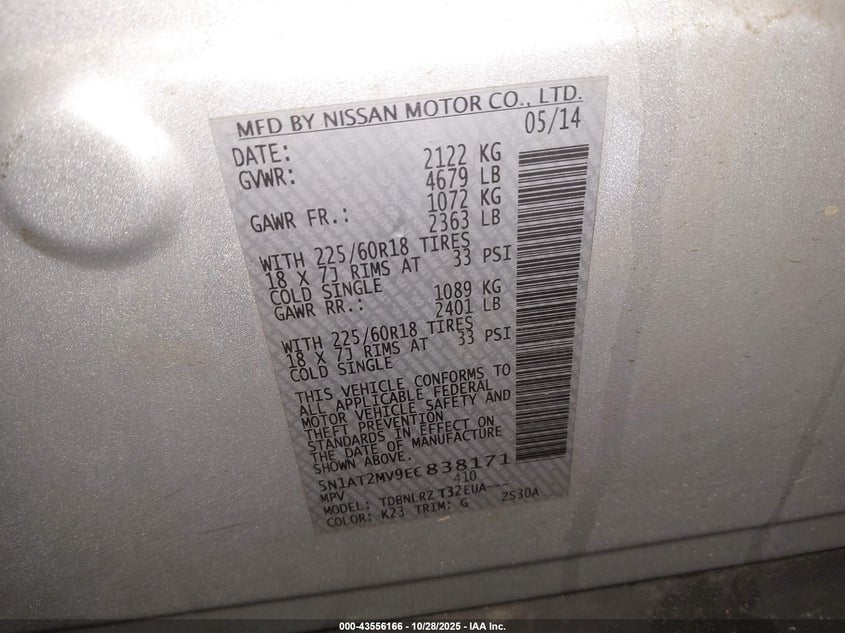 MFD BY NISSAN MOTOR CO., LTD.
DATE: 05/14
GVWR: 2122 KG
4679 LB
GAWR FR.: 1072 KG
2363 LB
WITH 225/60R18 TIRES
18 X 7J RIMS AT 33 PSI
COLD SINGLE
GAWR RR.: 1089 KG
2401 LB
WITH 225/60R18 TIRES
18 X 7J RIMS AT 33 PSI
COLD SINGLE
THIS VEHICLE CONFORMS TO
ALL APPLICABLE FEDERAL
MOTOR VEHICLE SAFETY AND
THEFT PREVENTION
STANDARDS IN EFFECT ON
THE DATE OF MANUFACTURE
SHOWN ABOVE.
5N1AT2MV9EC838171
MPV 410
MODEL: TDBNLRZ T32EUA---
COLOR: K23 TRIM: G ZS30A
000-43556166 - 10/28/2025 - IAA Inc.